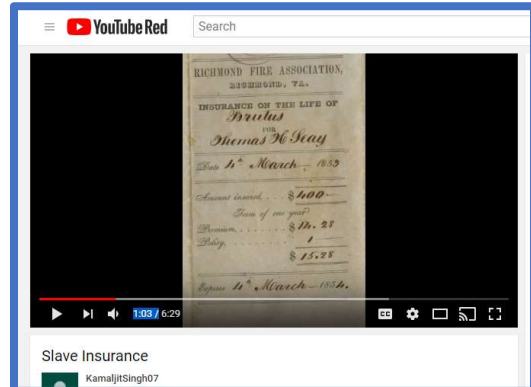 YouTube Red
Search
RICHMOND FIRE ASSOCIATION,
RICHMOND, VA.
INSURANCE ON THE LIFE OF
Brutus
FOR
Thomas H Seay
Date 4th March 1853
Amount insured $400
Term of one year
Premium, $14.28
Policy, 1
$15.28
Expires 4th March 1854.
1:03 / 6:29
CC
Slave Insurance
KamaljitSingh07